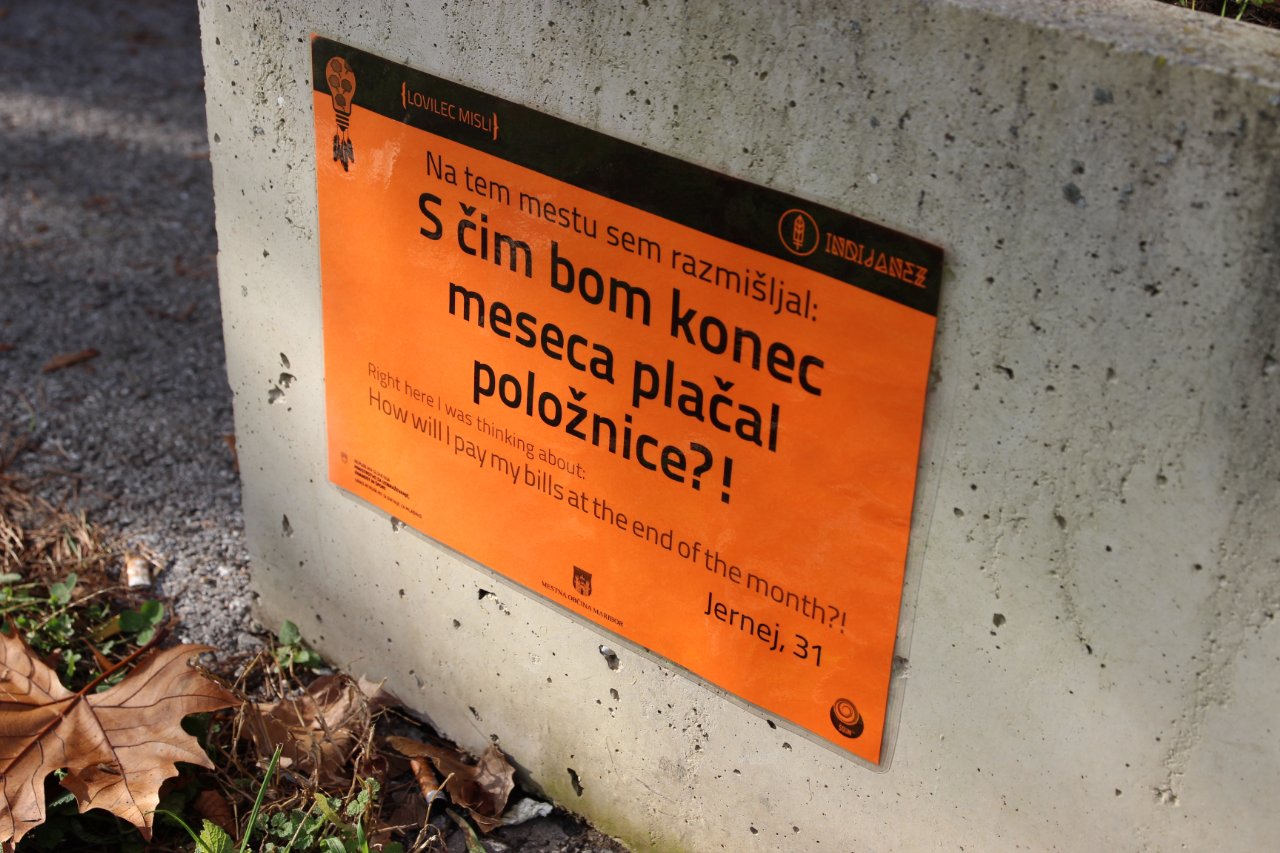 {LOVILEC MISLI}
INDIJANEZ
Na tem mestu sem razmišljal:
S čim bom konec
meseca plačal
položnice?!
Right here I was thinking about:
How will I pay my bills at the end of the month?!
Jernej, 31
MESTNA OBČINA MARIBOR